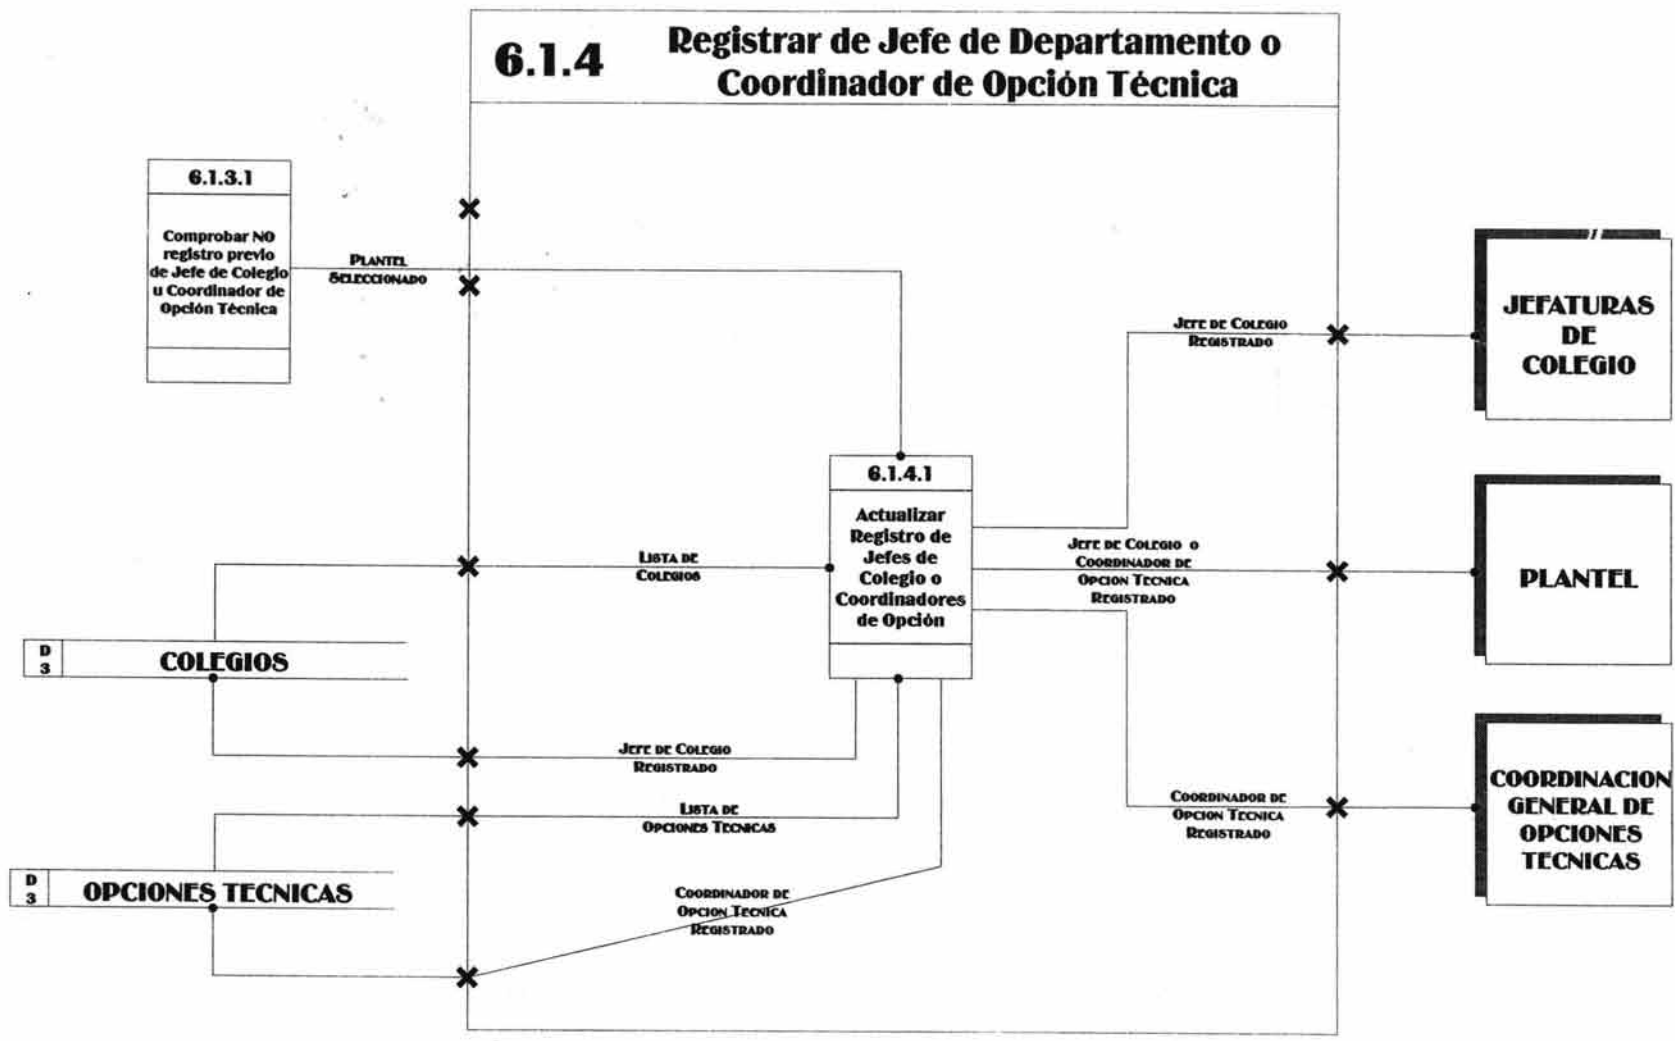 6.1.4
Registrar de Jefe de Departamento o
Coordinador de Opción Técnica
6.1.3.1
Comprobar NO
registro previo
de Jefe de Colegio
u Coordinador de
Opción Técnica
PLANTEL
SELECCIONADO
JEFE DE COLEGIO
REGISTRADO
JEFATURAS
DE
COLEGIO
6.1.4.1
Actualizar
Registro de
Jefes de
Colegio o
Coordinadores
de Opción
LISTA DE
COLEGIOS
JEFE DE COLEGIO O
COORDINADOR DE
OPCION TECNICA
REGISTRADO
PLANTEL
D
3
COLEGIOS
JEFE DE COLEGIO
REGISTRADO
LISTA DE
OPCIONES TECNICAS
COORDINADOR DE
OPCION TECNICA
REGISTRADO
COORDINACION
GENERAL DE
OPCIONES
TECNICAS
D
3
OPCIONES TECNICAS
COORDINADOR DE
OPCION TECNICA
REGISTRADO